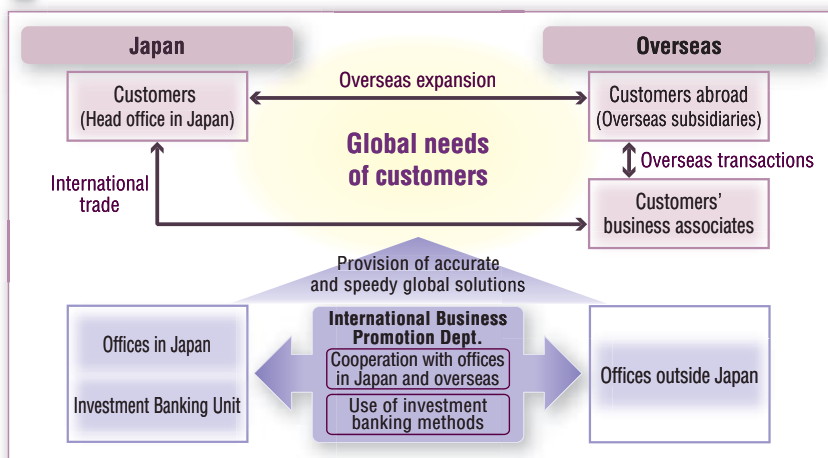 Japan
Overseas
Customers
(Head office in Japan)
Overseas expansion
Customers abroad
(Overseas subsidiaries)
Global needs
of customers
Overseas transactions
International
trade
Customers’
business associates
Provision of accurate
and speedy global solutions
Offices in Japan
Investment Banking Unit
International Business
Promotion Dept.
Cooperation with offices
in Japan and overseas
Use of investment
banking methods
Offices outside Japan